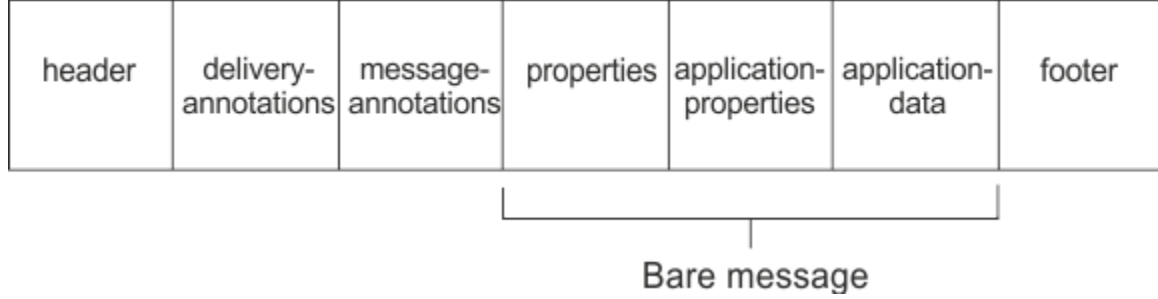 header
delivery-
annotations
message-
annotations
properties
application-
properties
application-
data
footer
Bare message